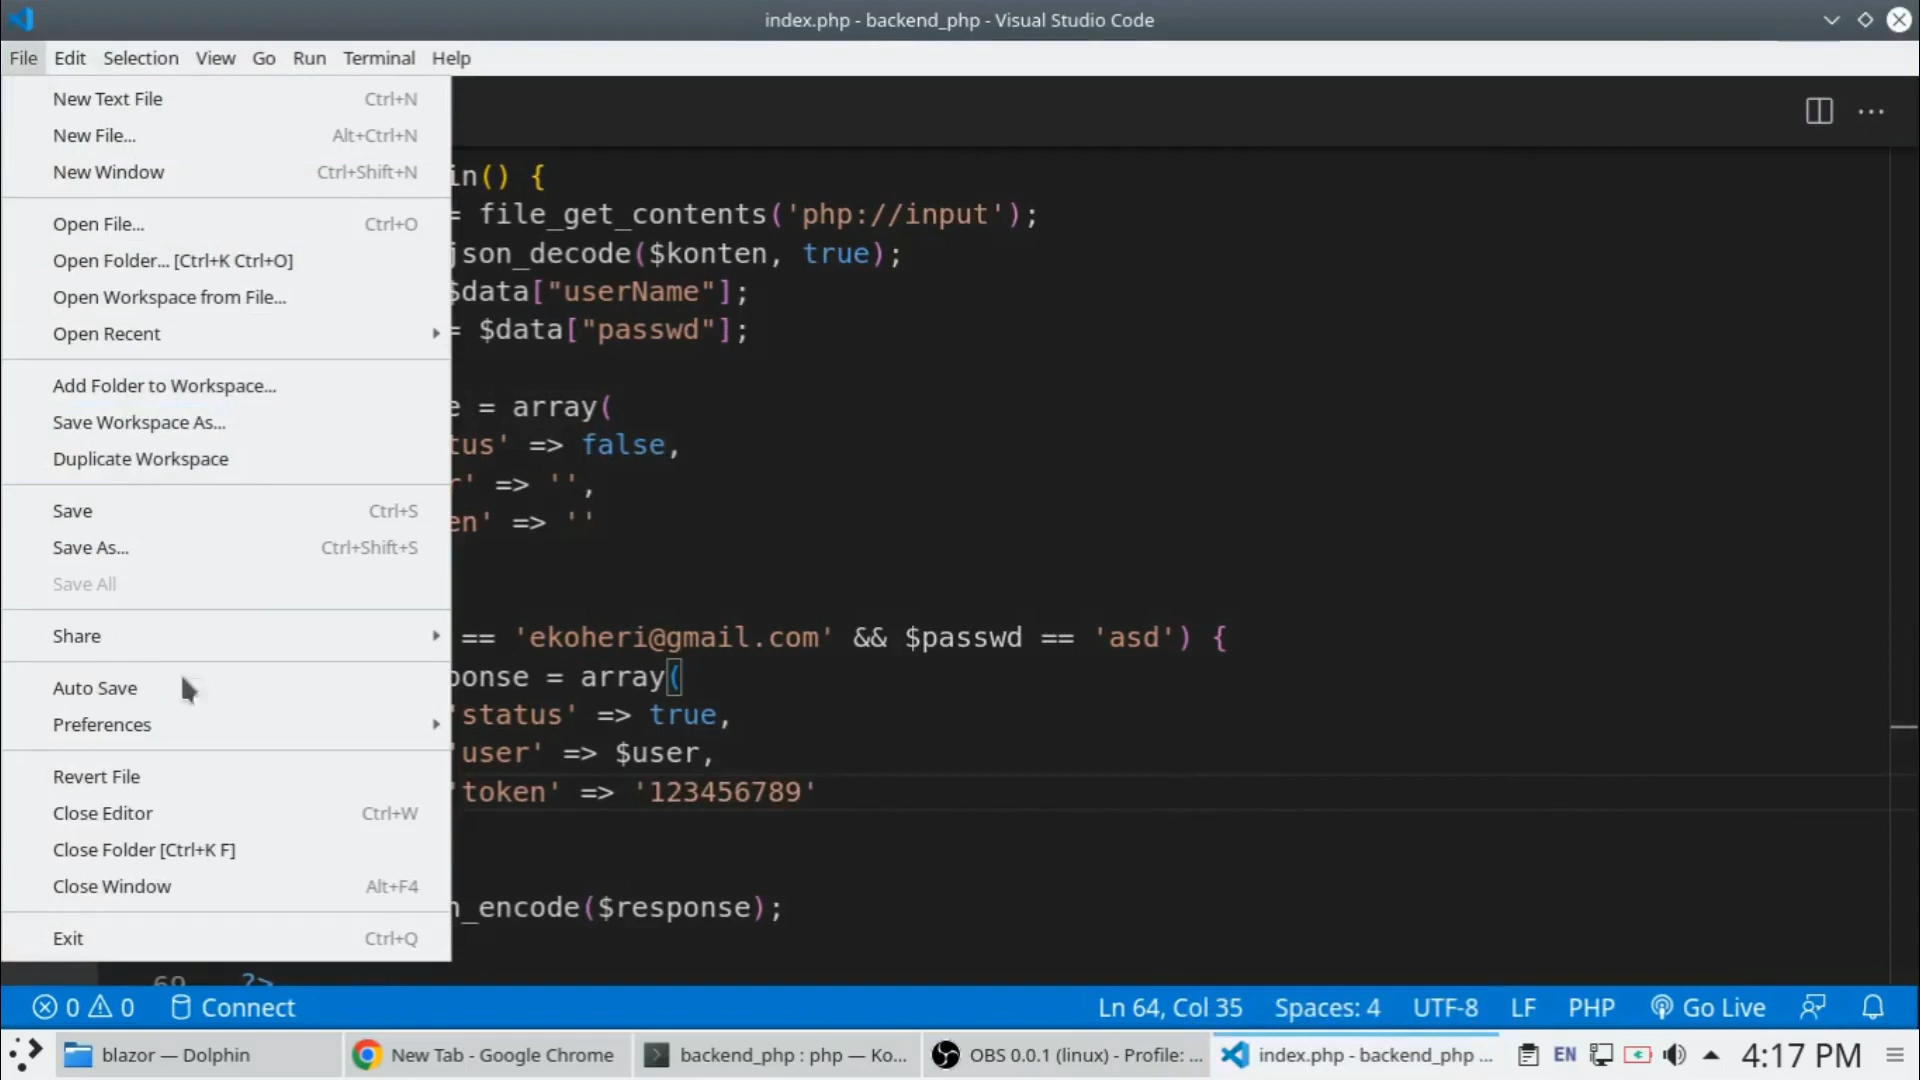 index.php - backend_php - Visual Studio Code
File Edit Selection View Go Run Terminal Help
New Text File Ctrl+N
New File... Alt+Ctrl+N
New Window Ctrl+Shift+N
Open File... Ctrl+O
Open Folder... [Ctrl+K Ctrl+O]
Open Workspace from File...
Open Recent
Add Folder to Workspace...
Save Workspace As...
Duplicate Workspace
Save Ctrl+S
Save As... Ctrl+Shift+S
Save All
Share
Auto Save
Preferences
Revert File
Close Editor Ctrl+W
Close Folder [Ctrl+K F]
Close Window Alt+F4
Exit Ctrl+Q
in() {
= file_get_contents('php://input');
json_decode($konten, true);
$data["userName"];
= $data["passwd"];
e = array(
tus' => false,
r' => '',
en' => ''
== 'ekoheri@gmail.com' && $passwd == 'asd') {
ponse = array(
'status' => true,
'user' => $user,
'token' => '123456789'
n_encode($response);
69 ?>
0 0 Connect Ln 64, Col 35 Spaces: 4 UTF-8 LF PHP Go Live
blazor — Dolphin New Tab - Google Chrome backend_php : php — Ko... OBS 0.0.1 (linux) - Profile: ... index.php - backend_php ... EN 4:17 PM